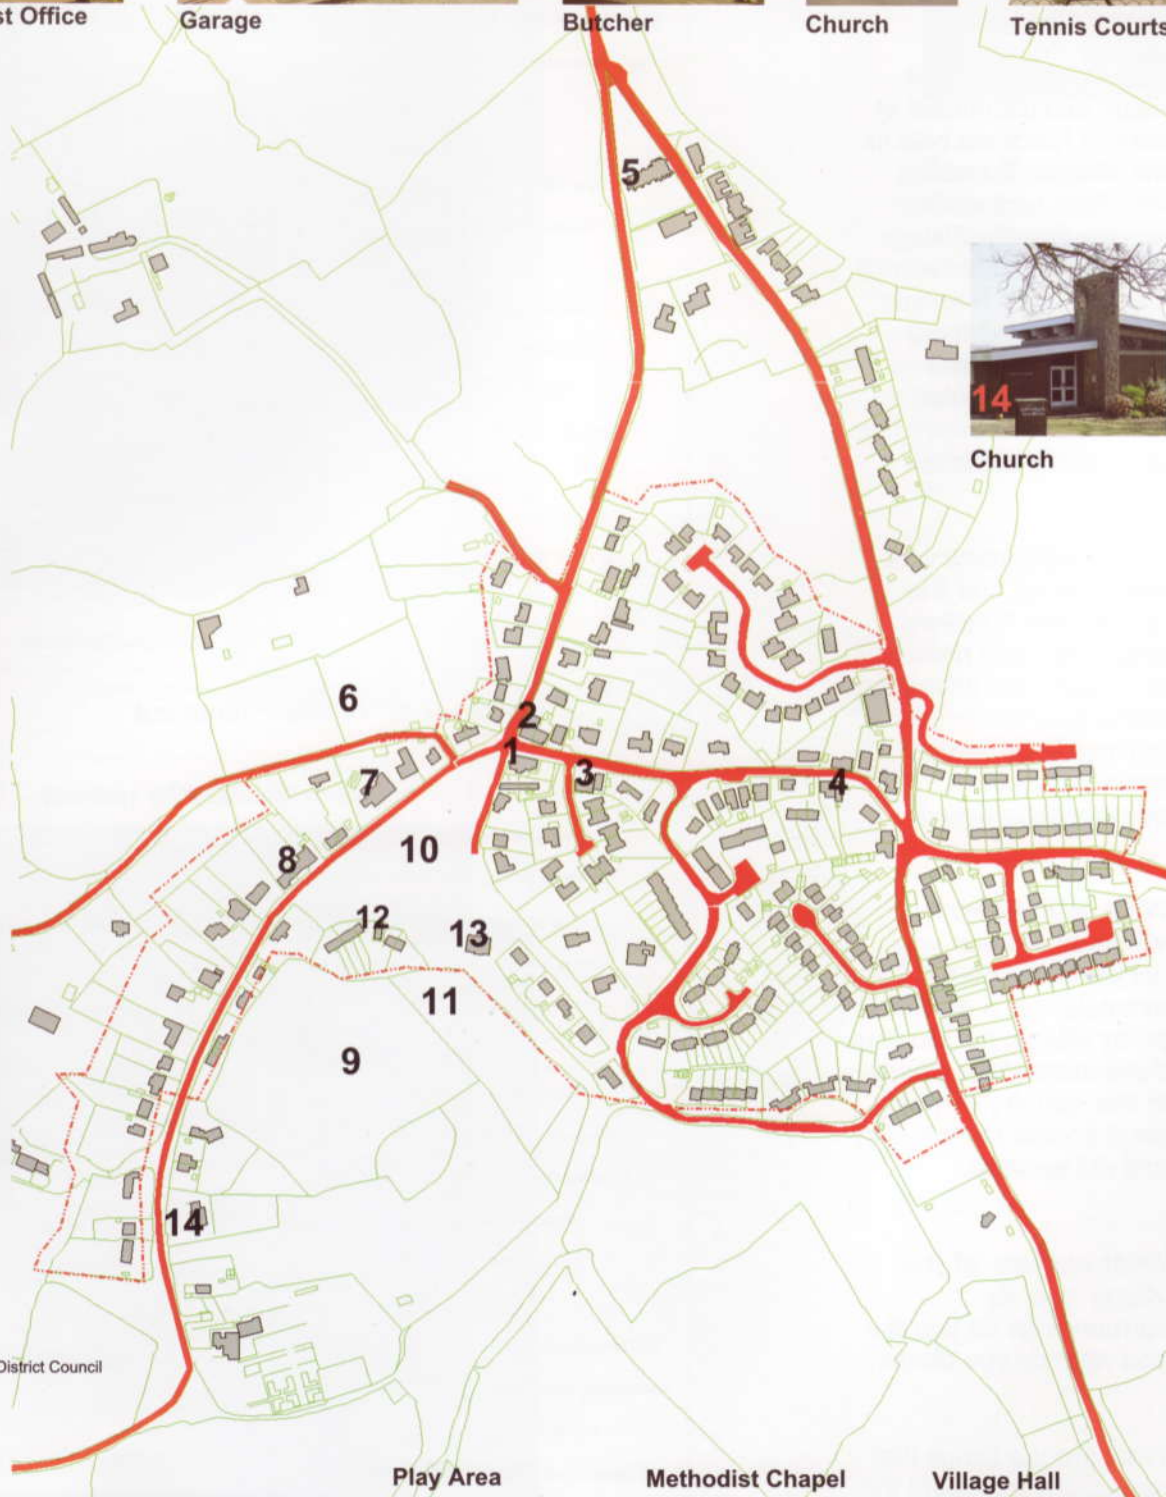 st Office
Garage
Butcher
Church
Tennis Courts
5
14
Church
6
2
1
3
7
4
10
8
12
13
11
9
14
District Council
Play Area
Methodist Chapel
Village Hall